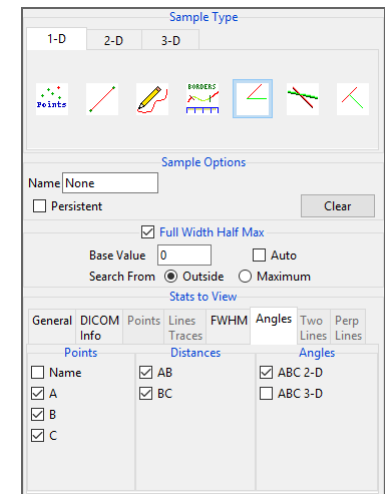 Sample Type
1-D 2-D 3-D
Points BORDERS
Sample Options
Name None
Persistent Clear
Full Width Half Max
Base Value 0 Auto
Search From Outside Maximum
Stats to View
General DICOM Info Points Lines Traces FWHM Angles Two Lines Perp Lines
Points Distances Angles
Name AB ABC 2-D
A BC ABC 3-D
B
C